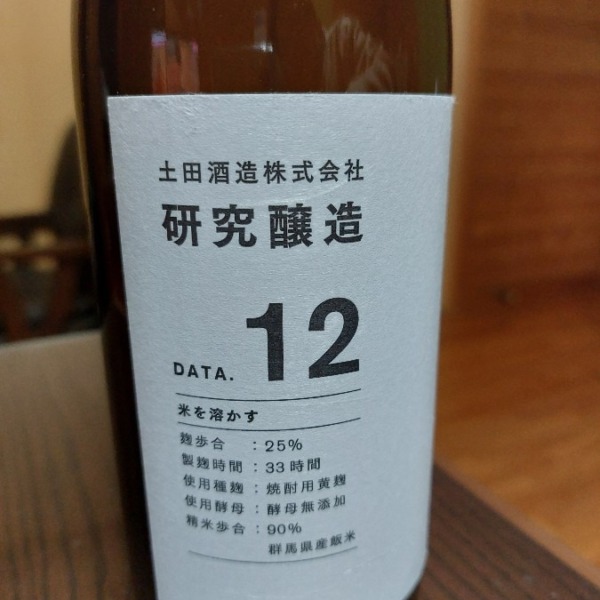 土田酒造株式会社
研究醸造
DATA. 12
米を溶かす
麹歩合 : 25%
製麹時間 : 33時間
使用種麹 : 焼酎用黄麹
使用酵母 : 酵母無添加
精米歩合 : 90%
群馬県産飯米